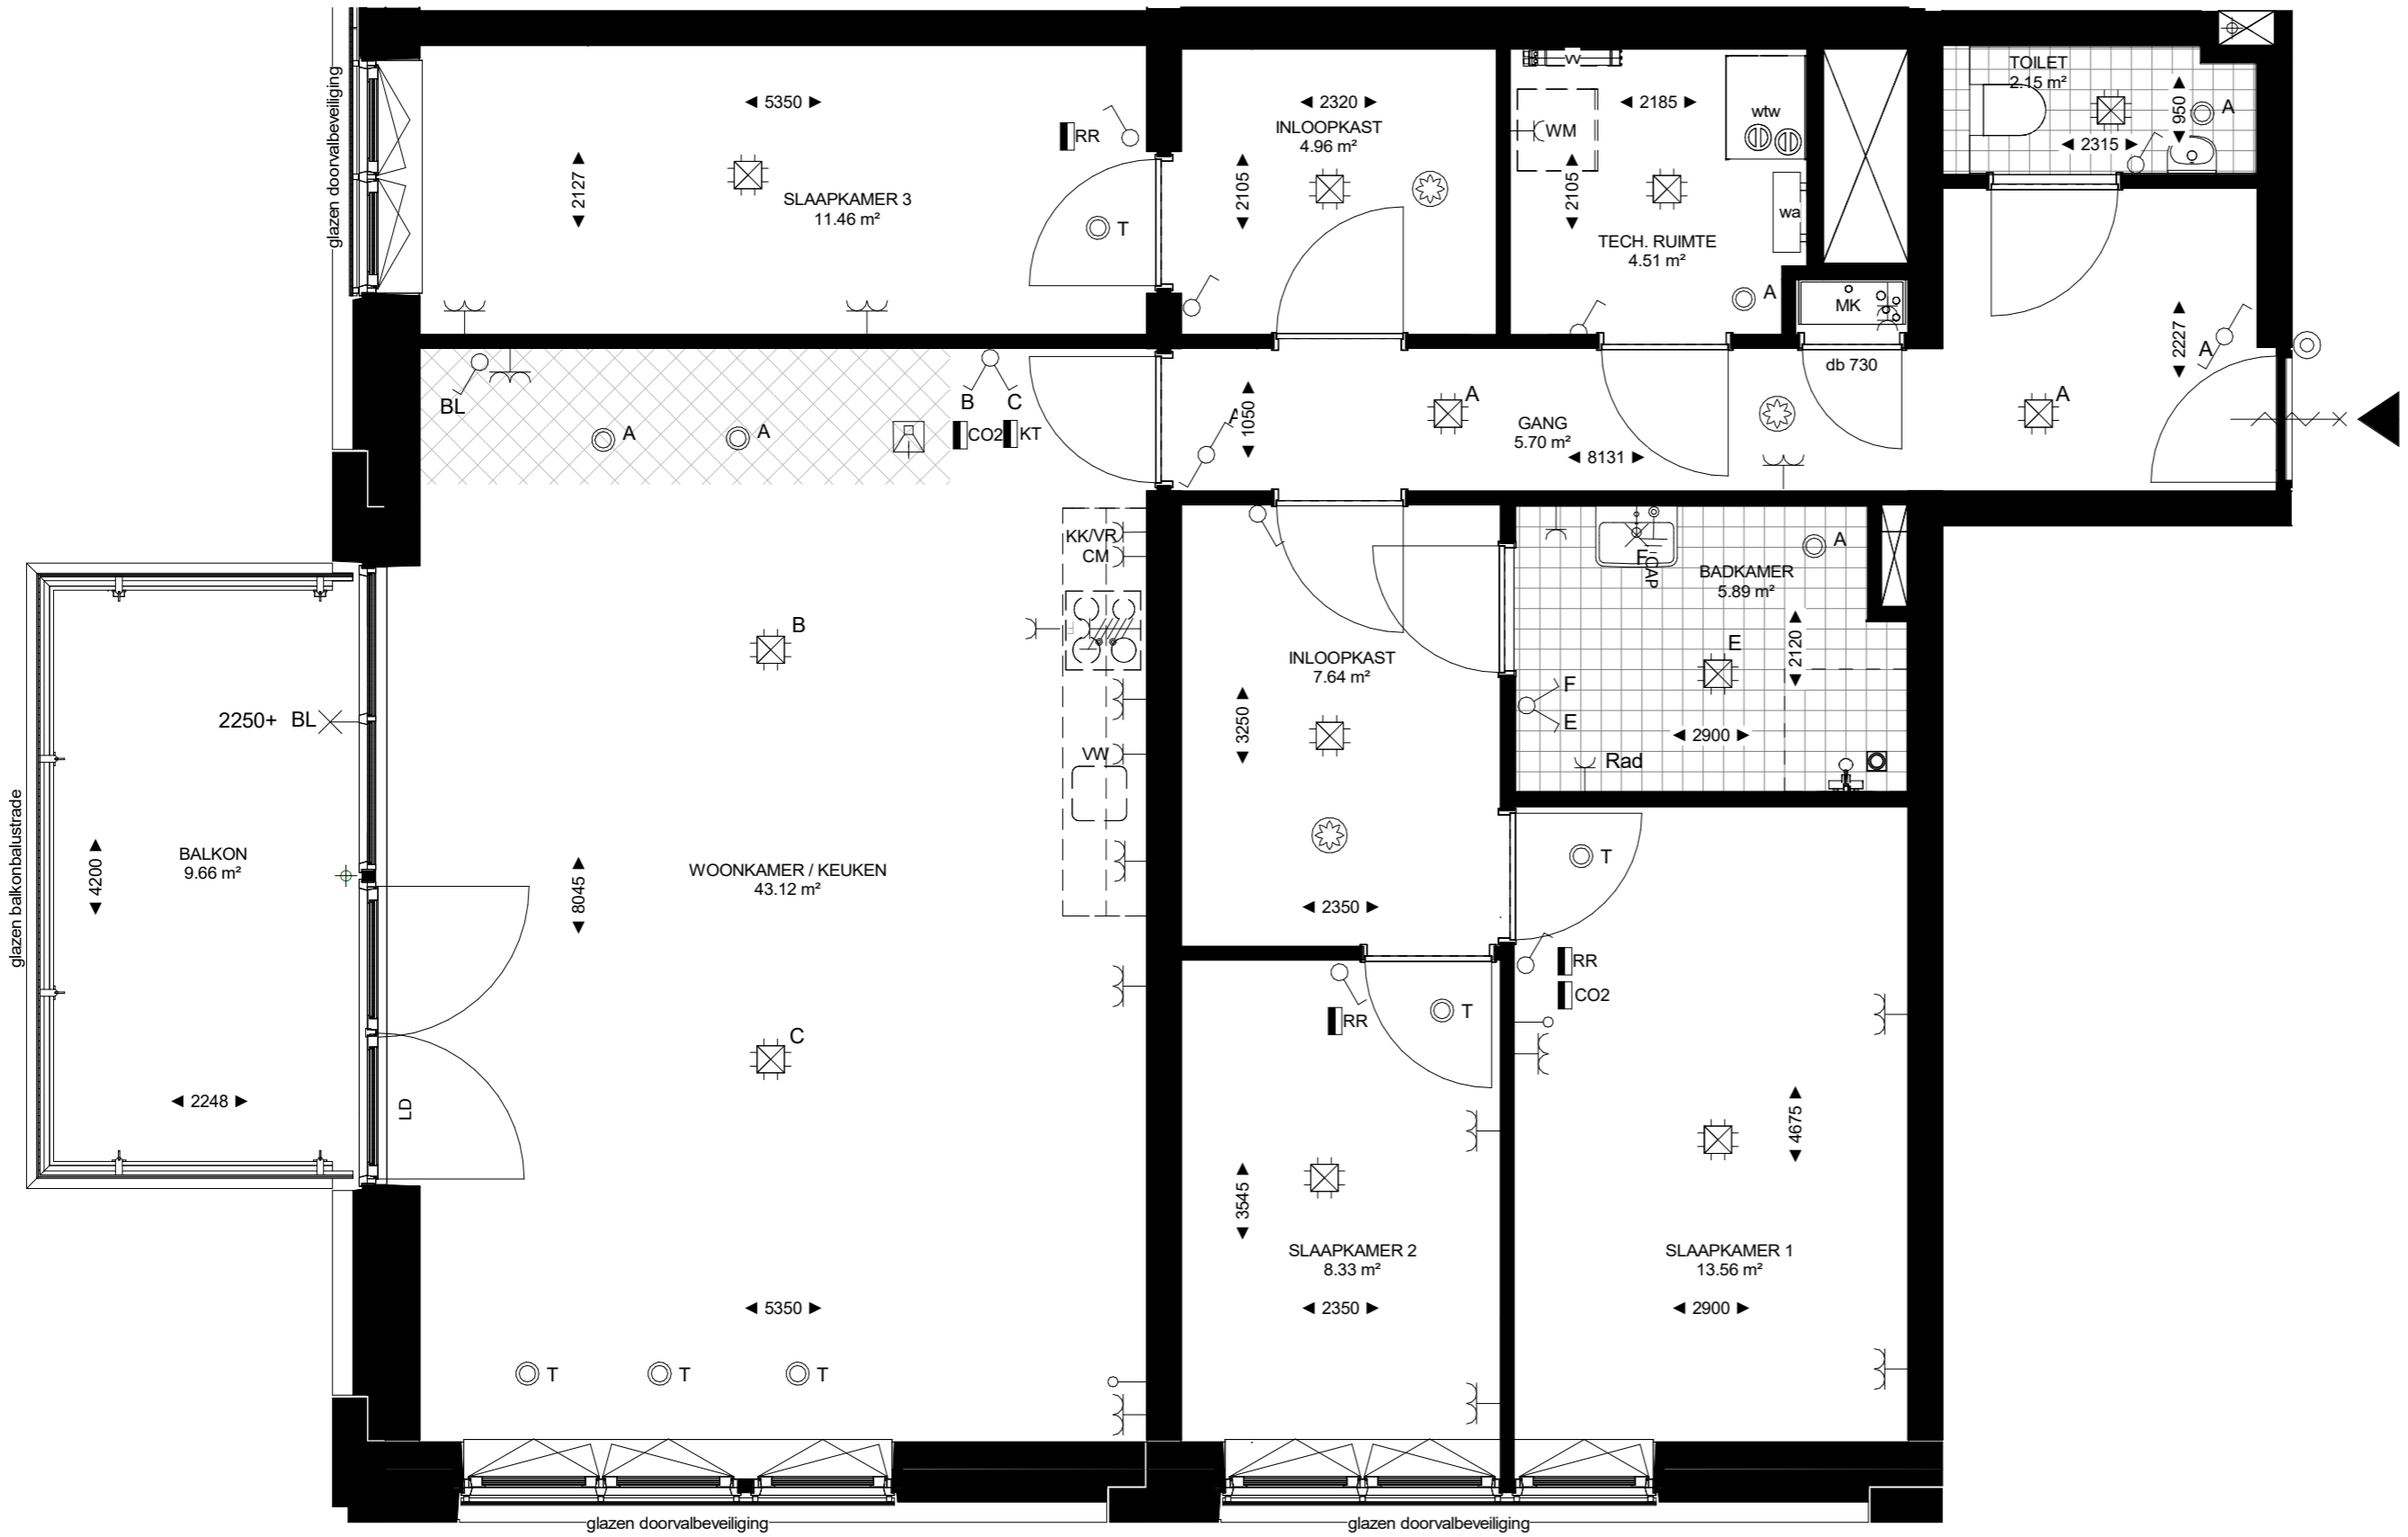 TOILET
2.15 m²
A
950
2315
glazen doorvalbeveiliging
5350
RR
2127
SLAAPKAMER 3
11.46 m²
T
2320
INLOOPKAST
4.96 m²
2105
W
WM
2185
wtw
2105
wa
TECH. RUIMTE
4.51 m²
A
MK
db 730
2227
A
BL
A
A
B
C
CO2
KT
A
1050
A
GANG
5.70 m²
8131
A
KK/VR
CM
F
CAP
A
BADKAMER
5.89 m²
2120
E
F
E
2900
Rad
B
INLOOPKAST
7.64 m²
3250
2350
2250+ BL
VW
glazen balkonbalustrade
4200
BALKON
9.66 m²
2248
8045
WOONKAMER / KEUKEN
43.12 m²
LD
C
T
RR
CO2
RR
T
4675
3545
SLAAPKAMER 2
8.33 m²
2350
SLAAPKAMER 1
13.56 m²
2900
5350
T
T
T
glazen doorvalbeveiliging
glazen doorvalbeveiliging